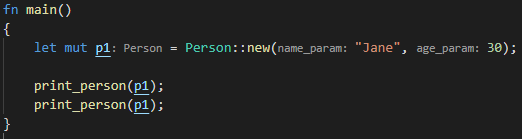 fn main()
{
let mut p1: Person = Person::new(name_param: "Jane", age_param: 30);
print_person(p1);
print_person(p1);
}